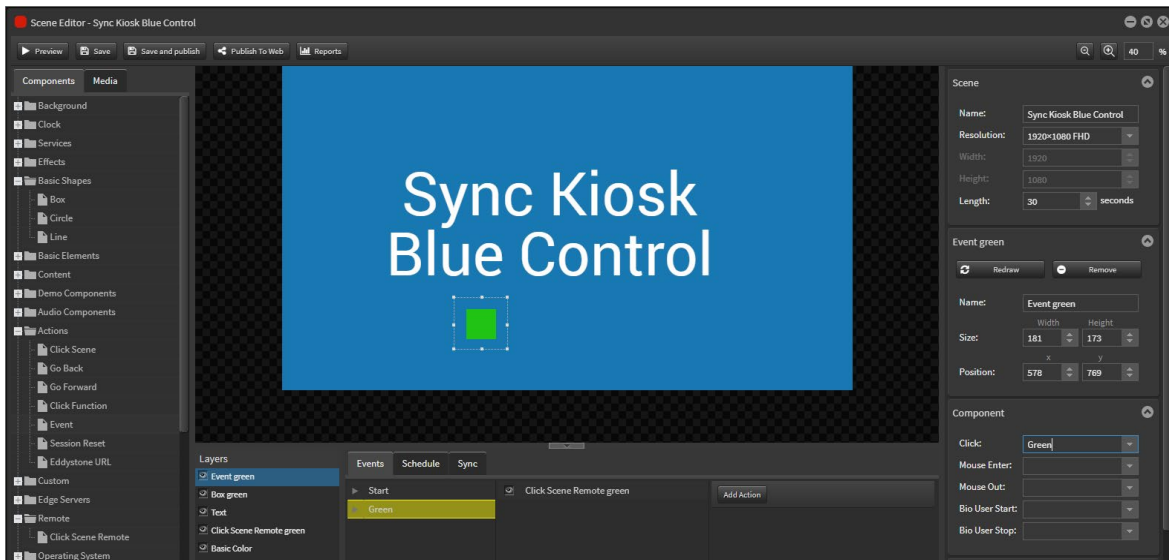 Scene Editor - Sync Kiosk Blue Control
Preview Save Save and publish Publish To Web Reports 40 %
Components Media
Background
Clock
Services
Effects
Basic Shapes
Box
Circle
Line
Basic Elements
Content
Demo Components
Audio Components
Actions
Click Scene
Go Back
Go Forward
Click Function
Event
Session Reset
Eddystone URL
Custom
Edge Servers
Remote
Click Scene Remote
Operating System
Sync Kiosk
Blue Control
Layers
Event green
Box green
Text
Click Scene Remote green
Basic Color
Events Schedule Sync
Start
Green
Click Scene Remote green
Add Action
Scene
Name: Sync Kiosk Blue Control
Resolution: 1920×1080 FHD
Width: 1920
Height: 1080
Length: 30 seconds
Event green
Redraw Remove
Name: Event green
Width Height
Size: 181 173
x y
Position: 578 769
Component
Click: Green
Mouse Enter:
Mouse Out:
Bio User Start:
Bio User Stop: